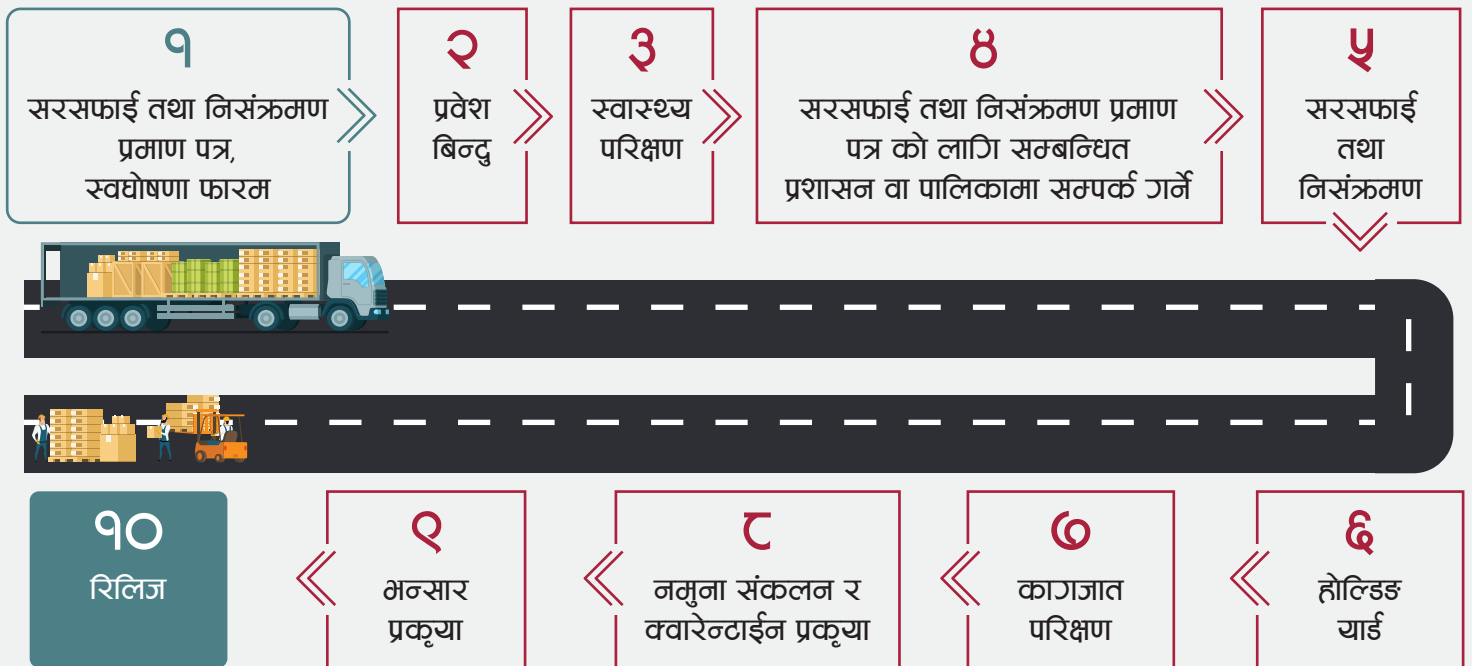 १
सरसफाई तथा निसंक्रमण
प्रमाण पत्र,
स्वघोषणा फारम
२
प्रवेश
बिन्दु
३
स्वास्थ्य
परिक्षण
४
सरसफाई तथा निसंक्रमण प्रमाण
पत्र को लागि सम्बन्धित
प्रशासन वा पालिकामा सम्पर्क गर्ने
५
सरसफाई
तथा
निसंक्रमण
६
होल्डिङ
यार्ड
७
कागजात
परिक्षण
८
नमुना संकलन र
क्वारेन्टाईन प्रकृया
९
भन्सार
प्रकृया
१०
रिलिज